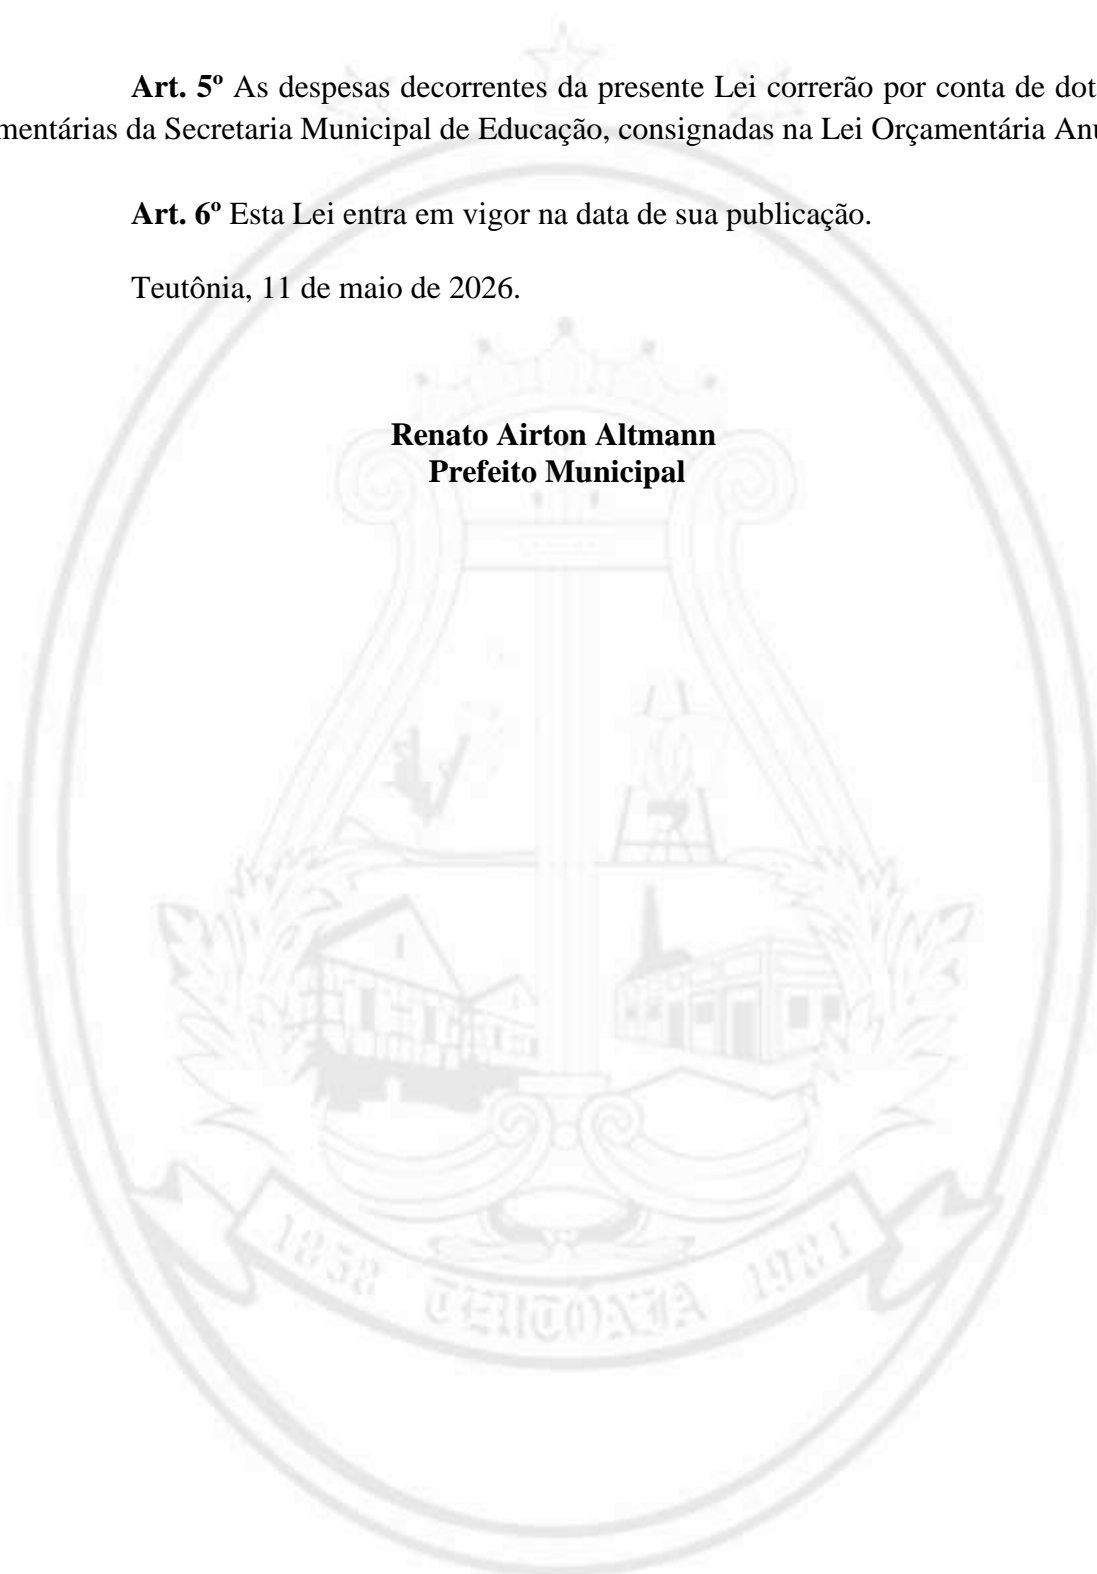 Art. 5º As despesas decorrentes da presente Lei correrão por conta de dot
mentárias da Secretaria Municipal de Educação, consignadas na Lei Orçamentária Anu
Art. 6º Esta Lei entra em vigor na data de sua publicação.
Teutônia, 11 de maio de 2026.
Renato Airton Altmann
Prefeito Municipal
1858 TEUTÔNIA 1981